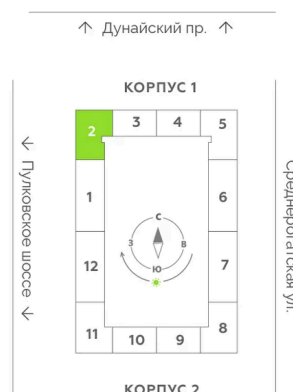 ↑ Дунайский пр. ↑
КОРПУС 1
2 3 4 5
← Пулковское шоссе ←
Среднерогатская ул.
1 6
С
З В
Ю
12 7
11 10 9 8
КОРПУС 2